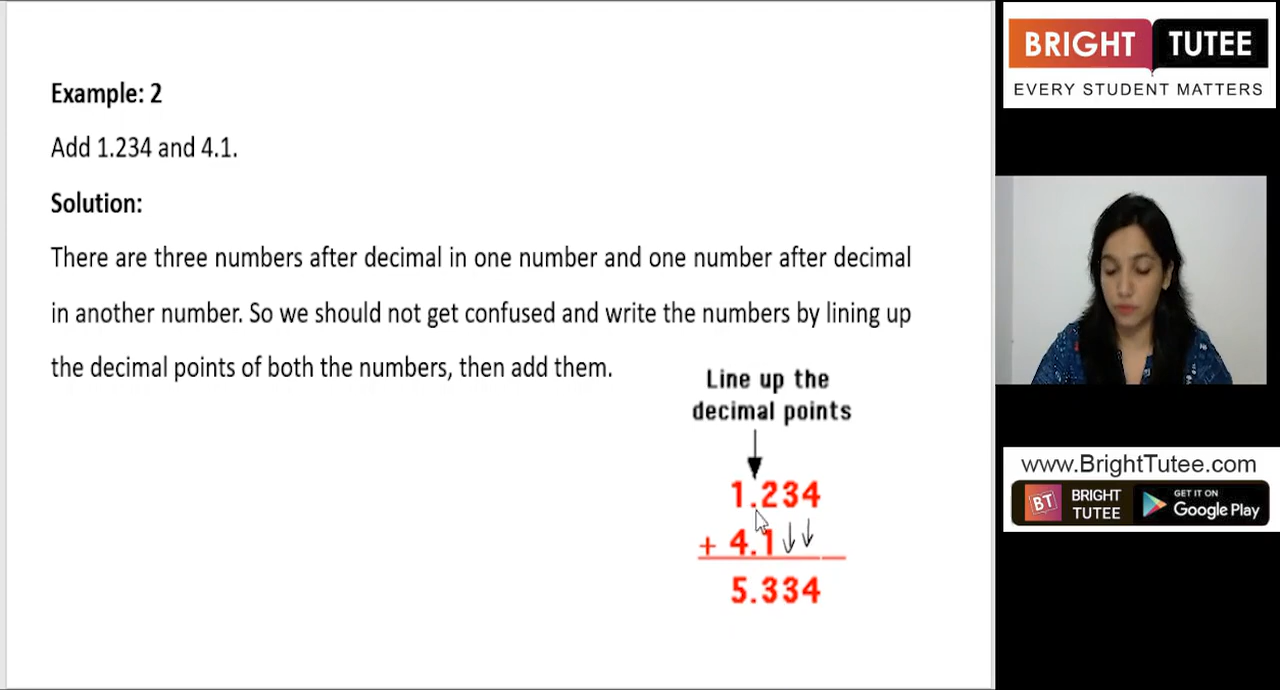 Example: 2
Add 1.234 and 4.1.
Solution:
There are three numbers after decimal in one number and one number after decimal
in another number. So we should not get confused and write the numbers by lining up
the decimal points of both the numbers, then add them.
Line up the
decimal points
1.234
+ 4.1
5.334
BRIGHT TUTEE
EVERY STUDENT MATTERS
www.BrightTutee.com
BT BRIGHT TUTEE
GET IT ON
Google Play